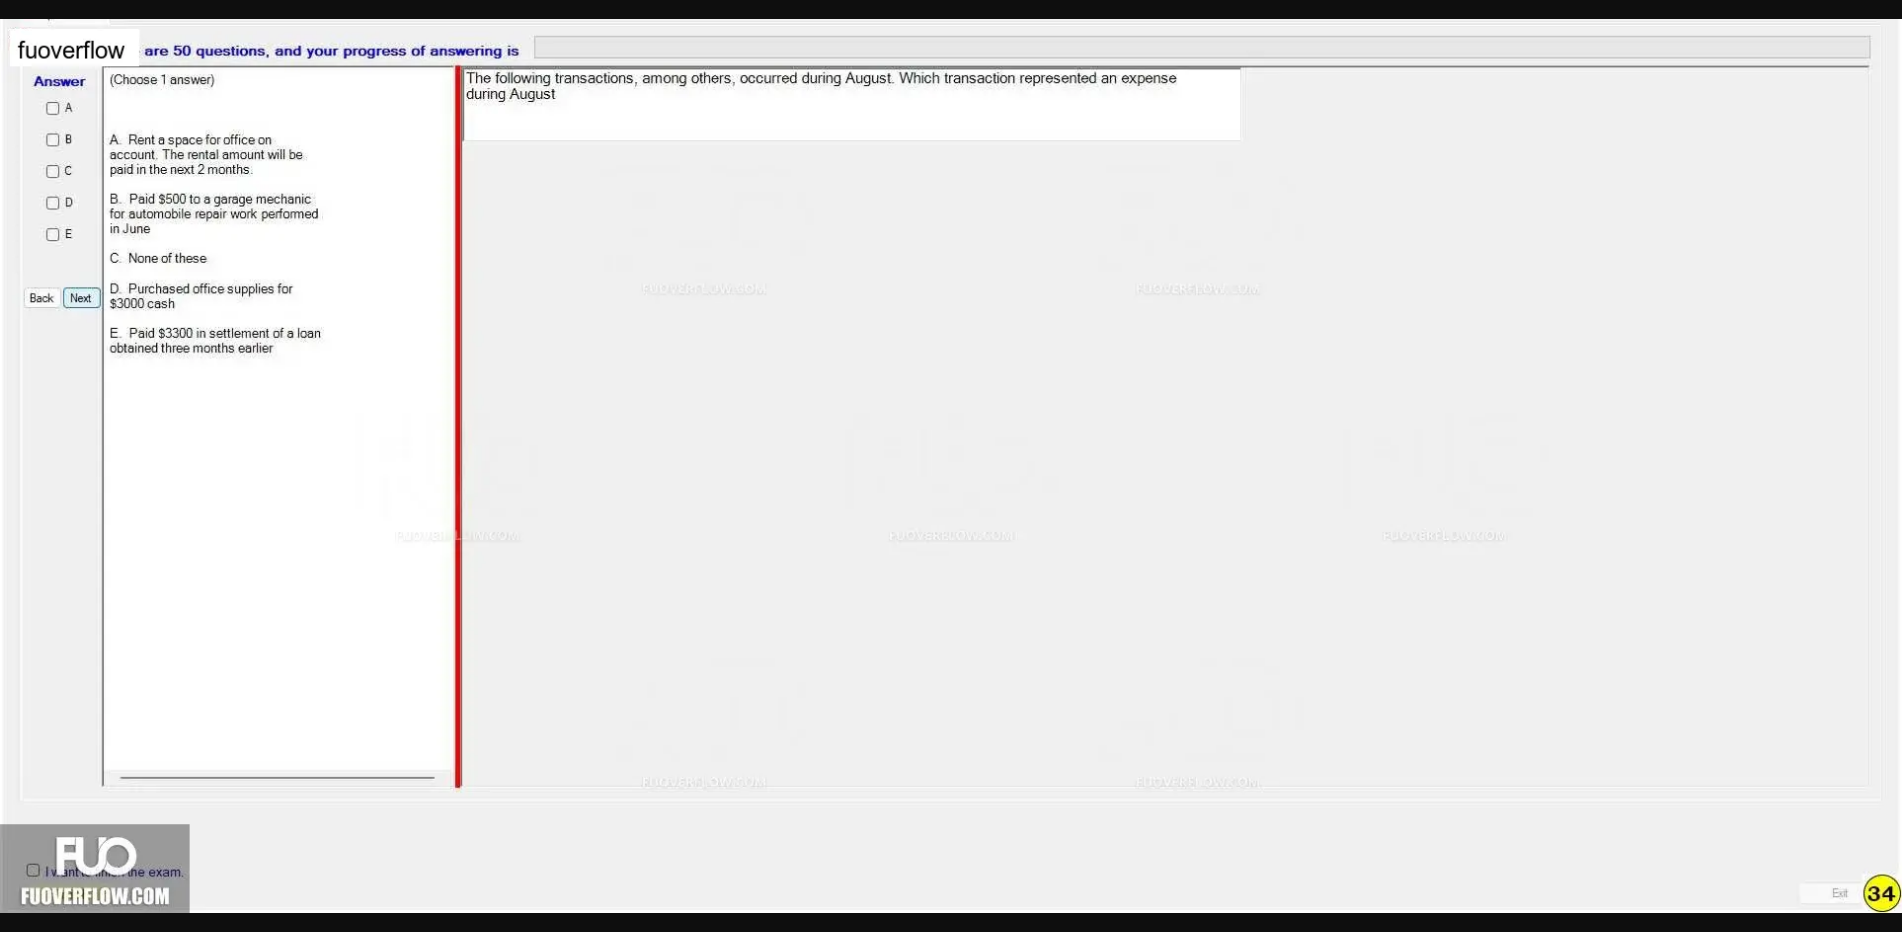 fuoverflow are 50 questions, and your progress of answering is
Answer
A
B
C
D
E
Back Next
(Choose 1 answer)
A. Rent a space for office on
account. The rental amount will be
paid in the next 2 months.
B. Paid $500 to a garage mechanic
for automobile repair work performed
in June
C. None of these
D. Purchased office supplies for
$3000 cash
E. Paid $3300 in settlement of a loan
obtained three months earlier
The following transactions, among others, occurred during August. Which transaction represented an expense
during August
FUOVERFLOW.COM FUOVERFLOW.COM
FUOVERFLOW.COM FUOVERFLOW.COM FUOVERFLOW.COM
FUOVERFLOW.COM FUOVERFLOW.COM
FUO
I want to finish the exam.
FUOVERFLOW.COM
Exit 34